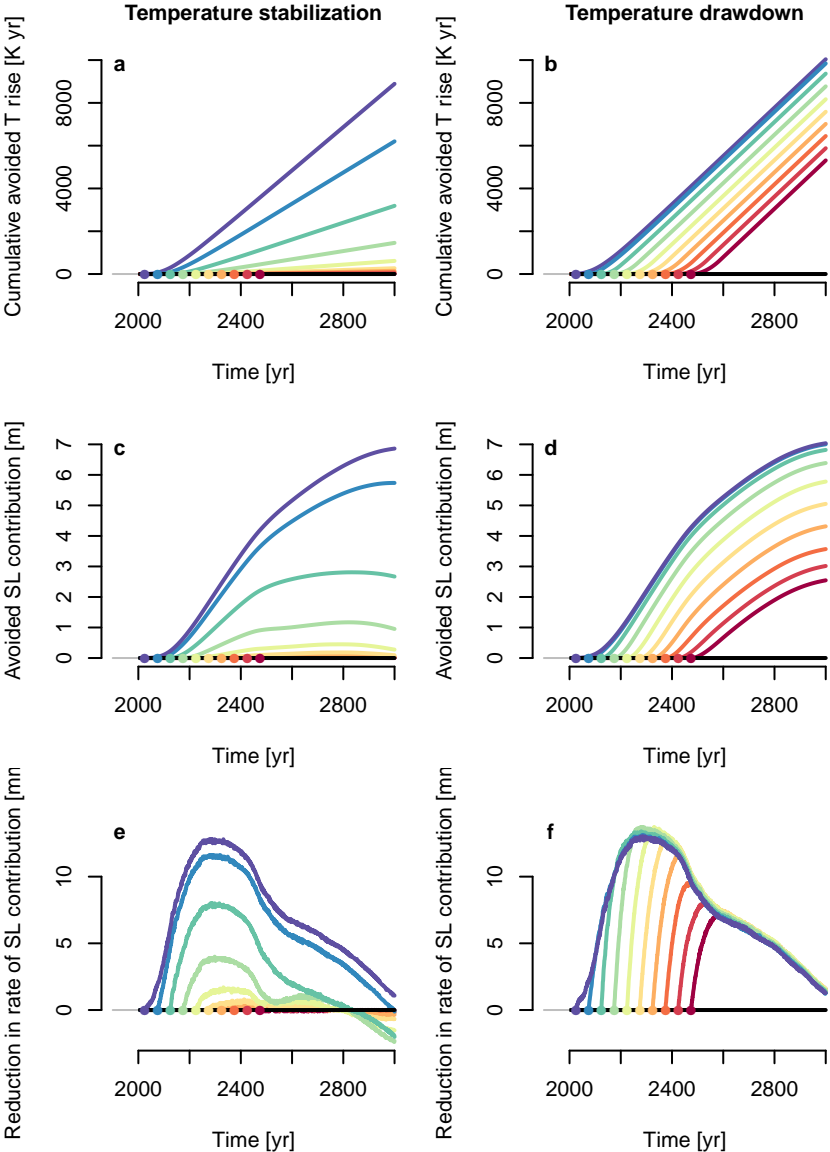 Temperature stabilization
Temperature drawdown
Cumulative avoided T rise [K yr]
a
8000
4000
0
2000 2400 2800
Time [yr]
Cumulative avoided T rise [K yr]
b
8000
4000
0
2000 2400 2800
Time [yr]
Avoided SL contribution [m]
c
7
6
5
4
3
2
1
0
2000 2400 2800
Time [yr]
Avoided SL contribution [m]
d
7
6
5
4
3
2
1
0
2000 2400 2800
Time [yr]
Reduction in rate of SL contribution
e
10
5
0
2000 2400 2800
Time [yr]
Reduction in rate of SL contribution
f
10
5
0
2000 2400 2800
Time [yr]